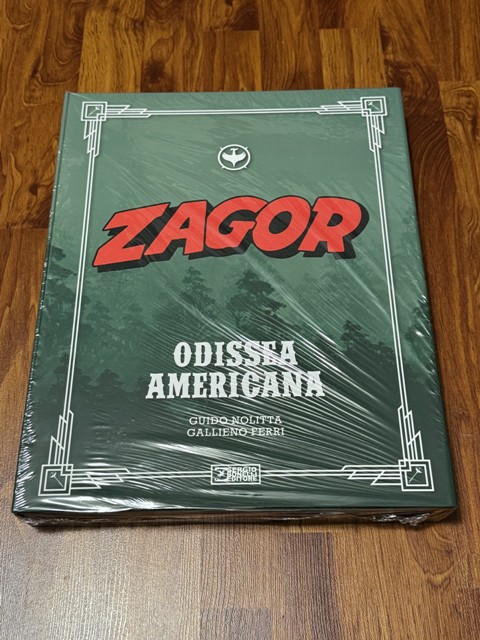 ZAGOR
ODISSEA
AMERICANA
GUIDO NOLITTA
GALLIENO FERRI
SERGIO
BONELLI
EDITORE